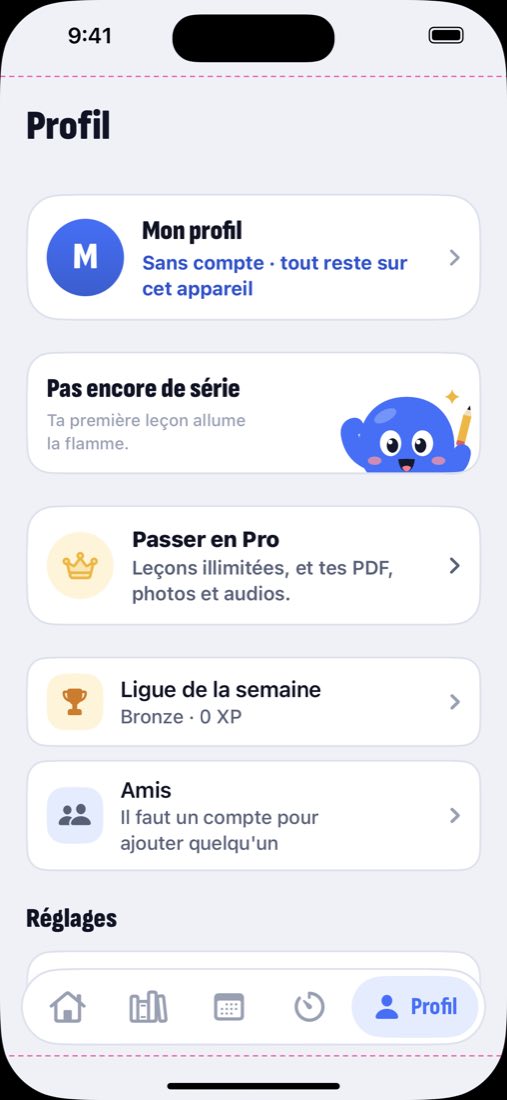 9:41
Profil
M
Mon profil
Sans compte · tout reste sur
cet appareil
Pas encore de série
Ta première leçon allume
la flamme.
Passer en Pro
Leçons illimitées, et tes PDF,
photos et audios.
Ligue de la semaine
Bronze · 0 XP
Amis
Il faut un compte pour
ajouter quelqu'un
Réglages
Profil